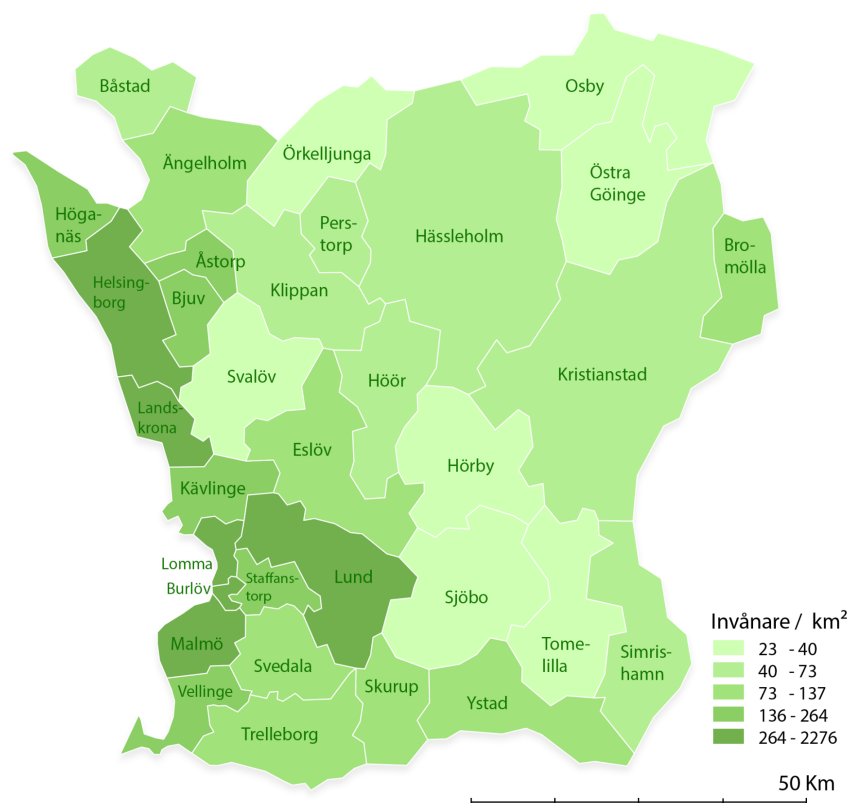 Osby
Båstad
Örkelljunga
Ängelholm
Östra
Göinge
Höga-
näs
Pers-
torp
Hässleholm
Bro-
mölla
Åstorp
Helsing-
borg
Bjuv
Klippan
Svalöv
Höör
Kristianstad
Lands-
krona
Eslöv
Hörby
Kävlinge
Lomma
Burlöv
Staffans-
torp
Lund
Sjöbo
Malmö
Svedala
Tome-
lilla
Simris-
hamn
Vellinge
Skurup
Ystad
Trelleborg
Invånare / km²
23 - 40
40 - 73
73 - 137
136 - 264
264 - 2276
50 Km